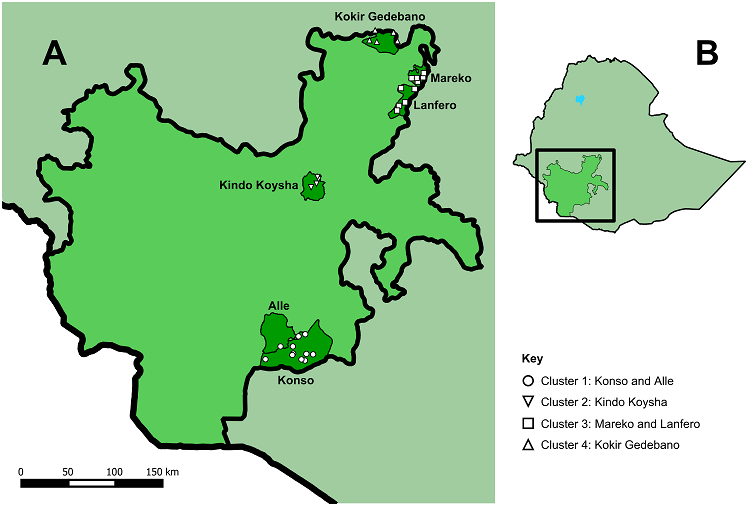 Kokir Gedebano
A
B
Mareko
Lanfero
Kindo Koysha
Alle
Konso
Key
Cluster 1: Konso and Alle
Cluster 2: Kindo Koysha
Cluster 3: Mareko and Lanfero
Cluster 4: Kokir Gedebano
0 50 100 150 km